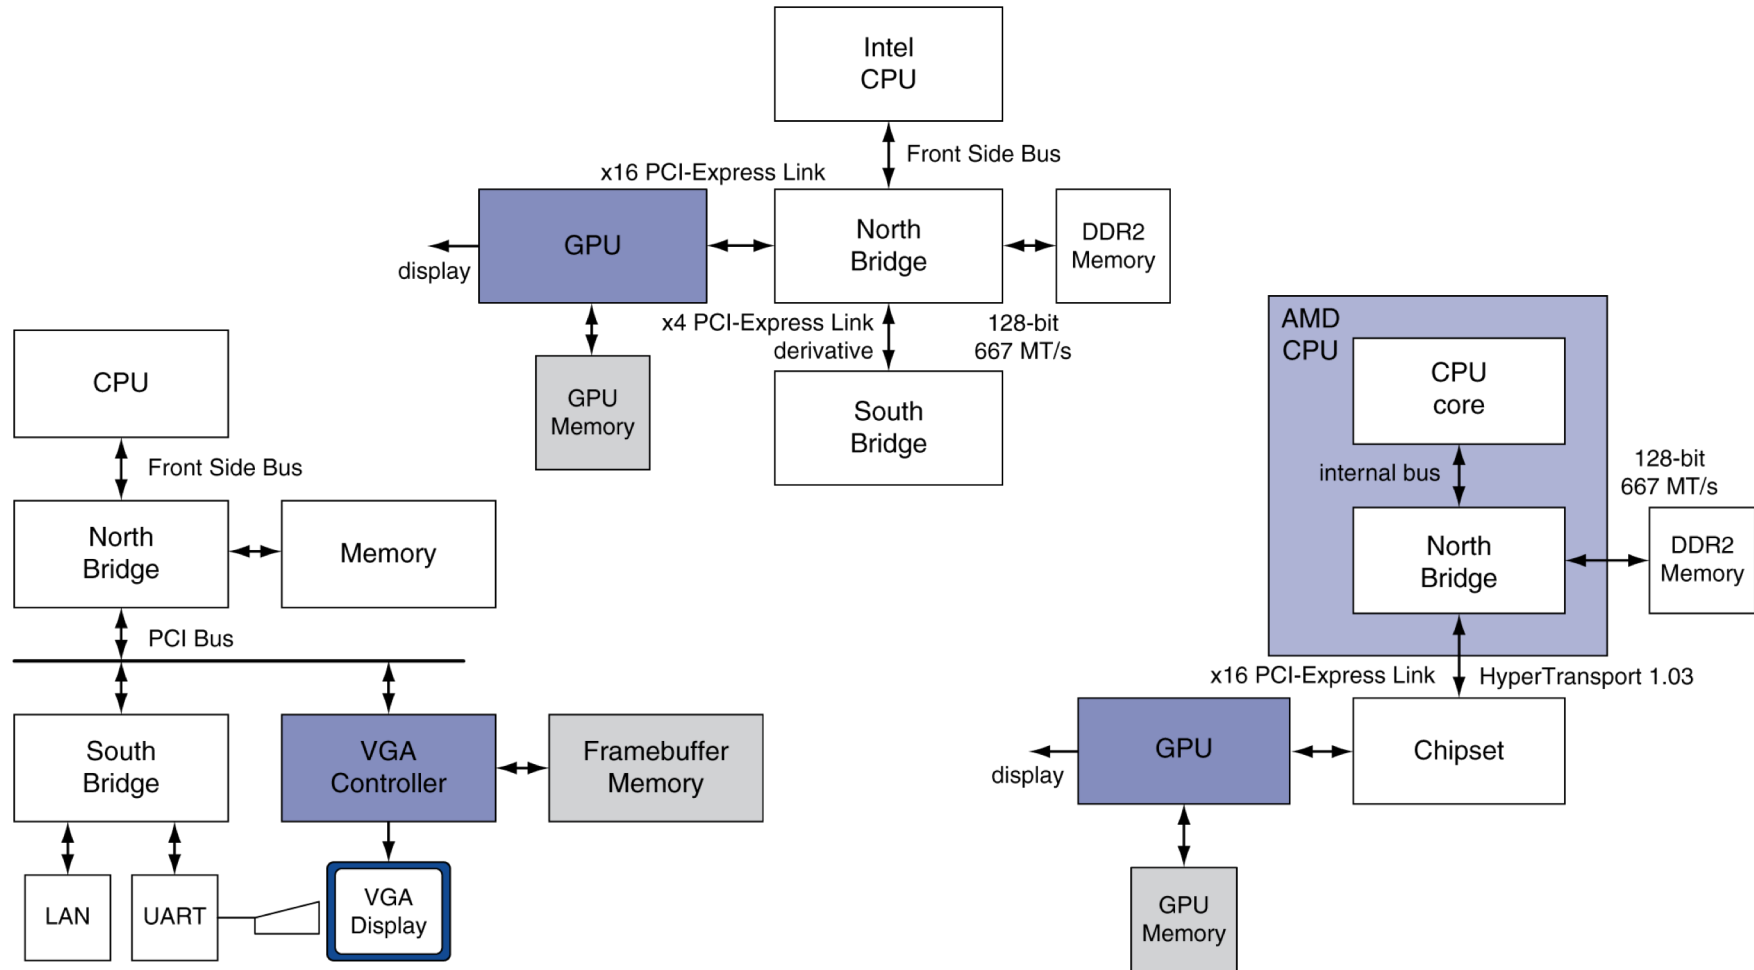 Intel
CPU
Front Side Bus
x16 PCI-Express Link
GPU
North
Bridge
DDR2
Memory
display
x4 PCI-Express Link
derivative
128-bit
667 MT/s
GPU
Memory
South
Bridge
CPU
Front Side Bus
North
Bridge
Memory
PCI Bus
South
Bridge
VGA
Controller
Framebuffer
Memory
LAN
UART
VGA
Display
AMD
CPU
CPU
core
internal bus
128-bit
667 MT/s
North
Bridge
DDR2
Memory
x16 PCI-Express Link
HyperTransport 1.03
GPU
Chipset
display
GPU
Memory